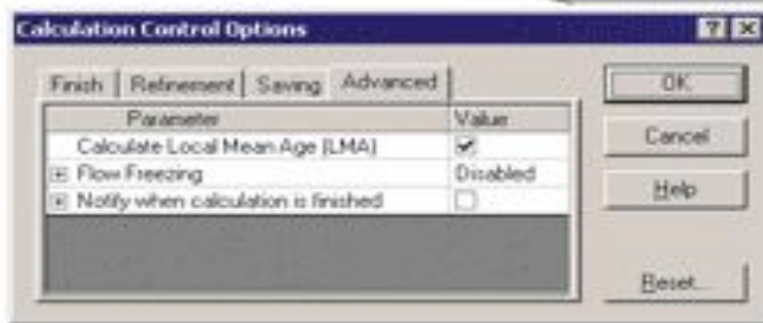 Calculation Control Options
Finish Refinement Saving Advanced
Parameter Value
Calculate Local Mean Age (LMA)
Flow Freezing Disabled
Notify when calculation is finished
OK
Cancel
Help
Reset...